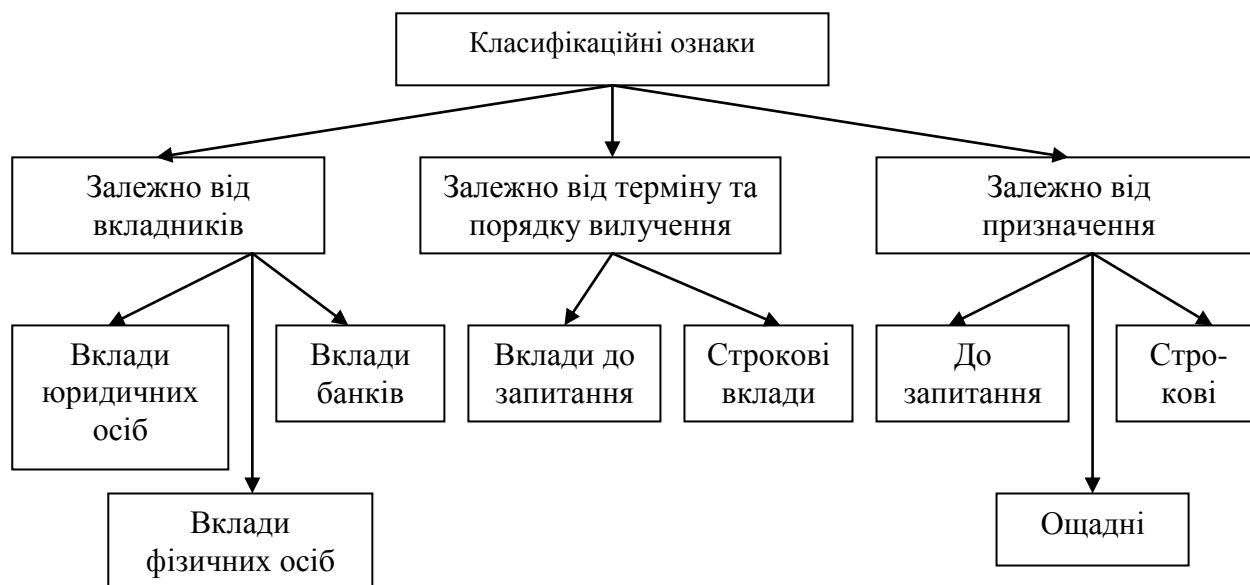 Класифікаційні ознаки
Залежно від
вкладників
Залежно від терміну та
порядку вилучення
Залежно від
призначення
Вклади
юридичних
осіб
Вклади
банків
Вклади до
запитання
Строкові
вклади
До
запитання
Стро-
кові
Вклади
фізичних осіб
Ощадні